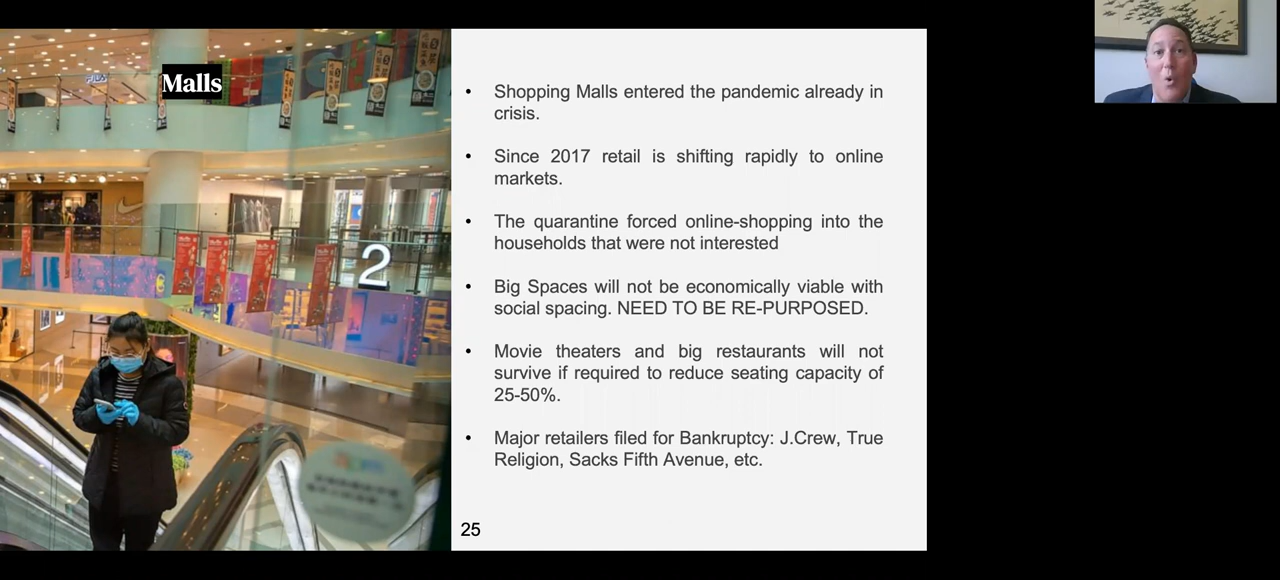 Malls
FILA
2
• Shopping Malls entered the pandemic already in
crisis.
• Since 2017 retail is shifting rapidly to online
markets.
• The quarantine forced online-shopping into the
households that were not interested
• Big Spaces will not be economically viable with
social spacing. NEED TO BE RE-PURPOSED.
• Movie theaters and big restaurants will not
survive if required to reduce seating capacity of
25-50%.
• Major retailers filed for Bankruptcy: J.Crew, True
Religion, Sacks Fifth Avenue, etc.
25